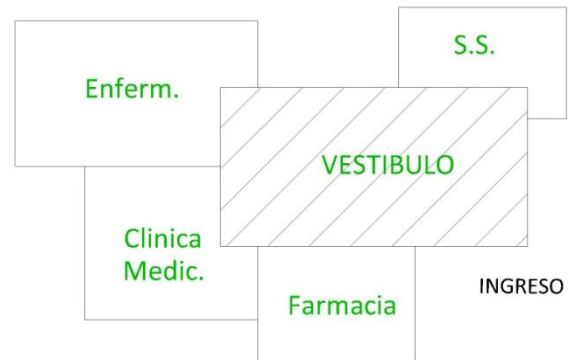 S.S.
Enferm.
VESTIBULO
Clinica
Medic.
INGRESO
Farmacia